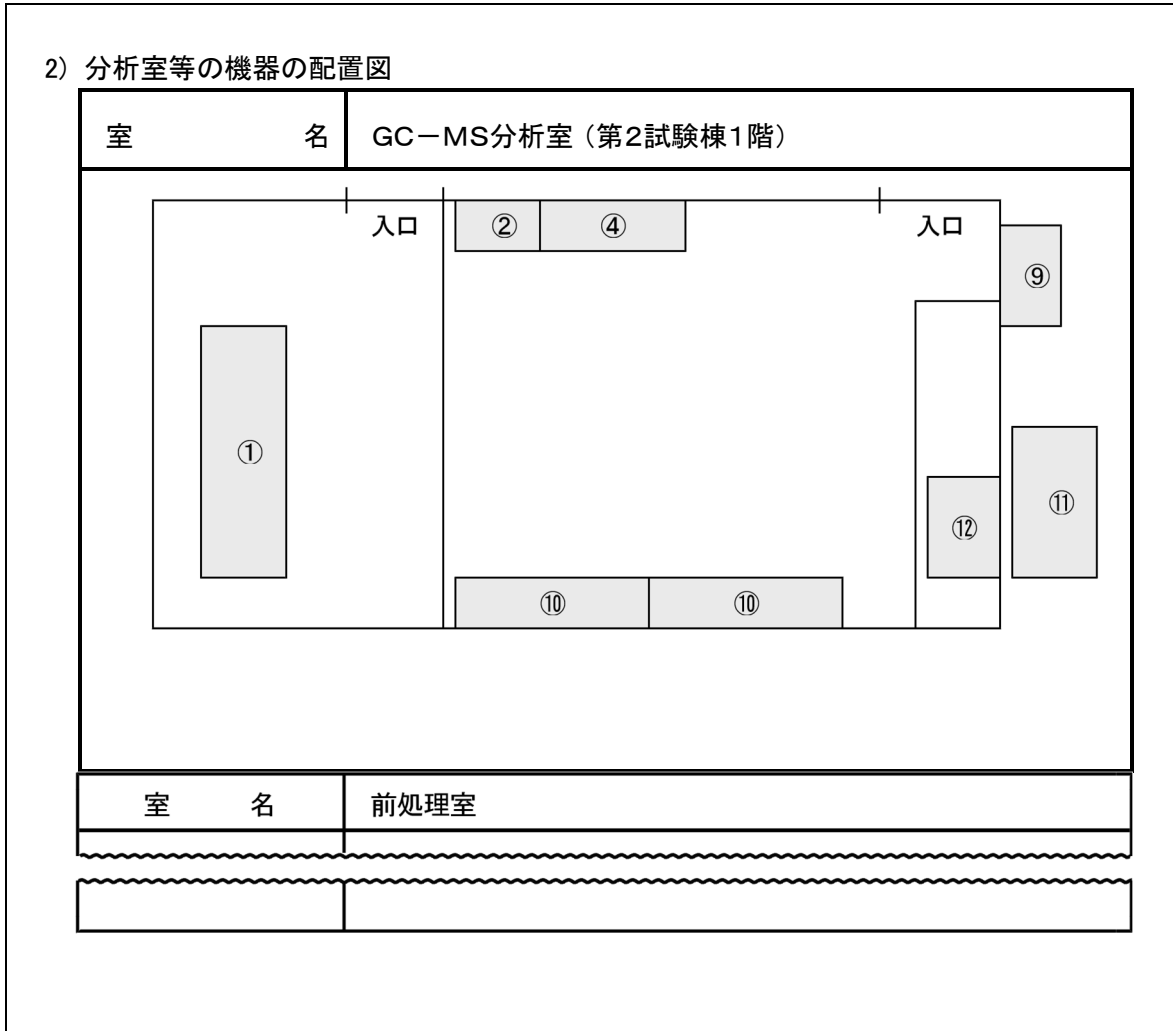 2) 分析室等の機器の配置図
室　名 GC－MS分析室（第2試験棟1階）
入口 ② ④ 入口
⑨
①
⑪
⑫
⑩ ⑩
室　名 前処理室